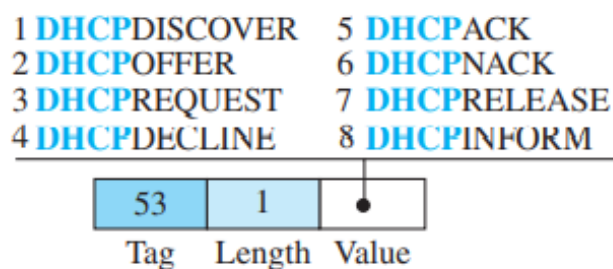 1 DHCPDISCOVER 5 DHCPACK
2 DHCPOFFER 6 DHCPNACK
3 DHCPREQUEST 7 DHCPRELEASE
4 DHCPDECLINE 8 DHCPINFORM
53 1
Tag Length Value